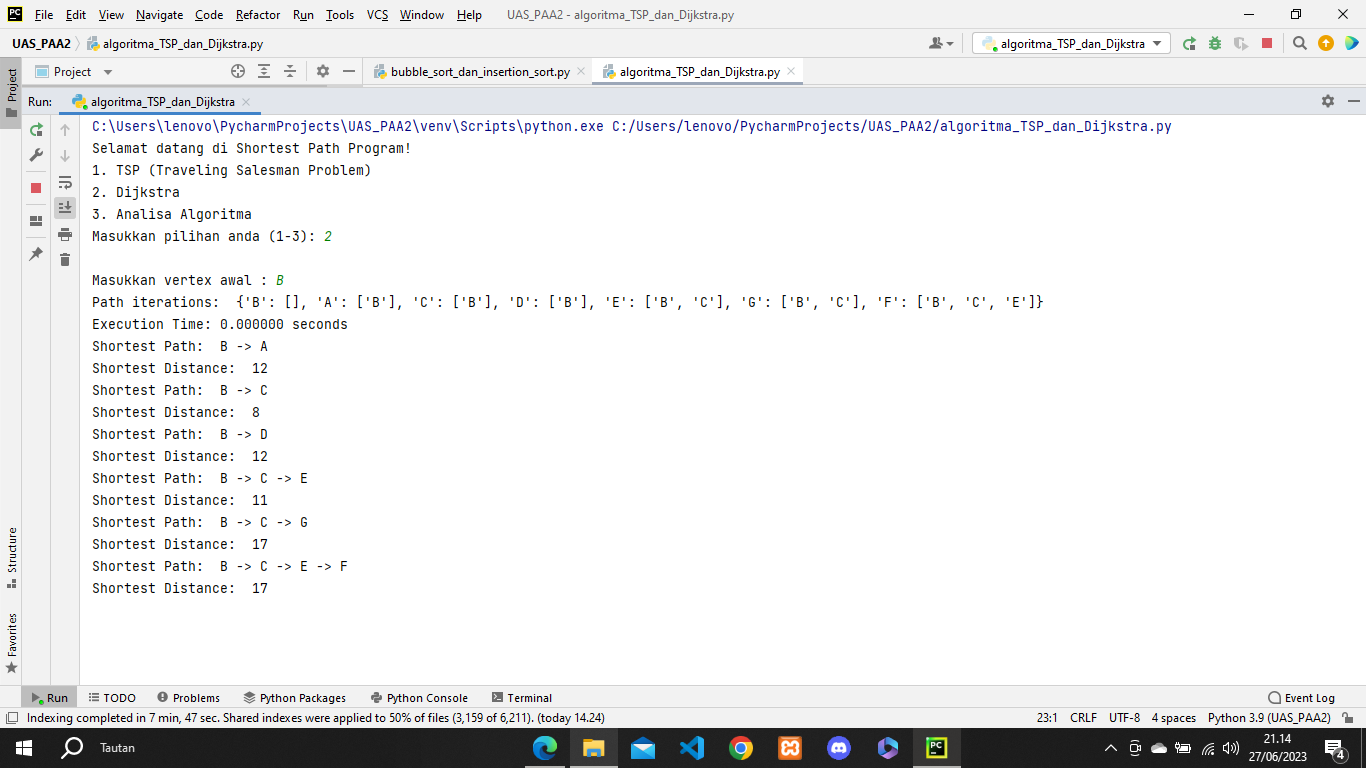 PC File Edit View Navigate Code Refactor Run Tools VCS Window Help UAS_PAA2 - algoritma_TSP_dan_Dijkstra.py
UAS_PAA2 algoritma_TSP_dan_Dijkstra.py algoritma_TSP_dan_Dijkstra
Project Project bubble_sort_dan_insertion_sort.py algoritma_TSP_dan_Dijkstra.py
Run: algoritma_TSP_dan_Dijkstra
C:\Users\lenovo\PycharmProjects\UAS_PAA2\venv\Scripts\python.exe C:/Users/lenovo/PycharmProjects/UAS_PAA2/algoritma_TSP_dan_Dijkstra.py
Selamat datang di Shortest Path Program!
1. TSP (Traveling Salesman Problem)
2. Dijkstra
3. Analisa Algoritma
Masukkan pilihan anda (1-3): 2
Masukkan vertex awal : B
Path iterations:  {'B': [], 'A': ['B'], 'C': ['B'], 'D': ['B'], 'E': ['B', 'C'], 'G': ['B', 'C'], 'F': ['B', 'C', 'E']}
Execution Time: 0.000000 seconds
Shortest Path:  B -> A
Shortest Distance:  12
Shortest Path:  B -> C
Shortest Distance:  8
Shortest Path:  B -> D
Shortest Distance:  12
Shortest Path:  B -> C -> E
Shortest Distance:  11
Shortest Path:  B -> C -> G
Shortest Distance:  17
Shortest Path:  B -> C -> E -> F
Shortest Distance:  17
Structure
Favorites
Run TODO Problems Python Packages Python Console Terminal Event Log
Indexing completed in 7 min, 47 sec. Shared indexes were applied to 50% of files (3,159 of 6,211). (today 14.24) 23:1 CRLF UTF-8 4 spaces Python 3.9 (UAS_PAA2)
Tautan PC 21.14
27/06/2023 4